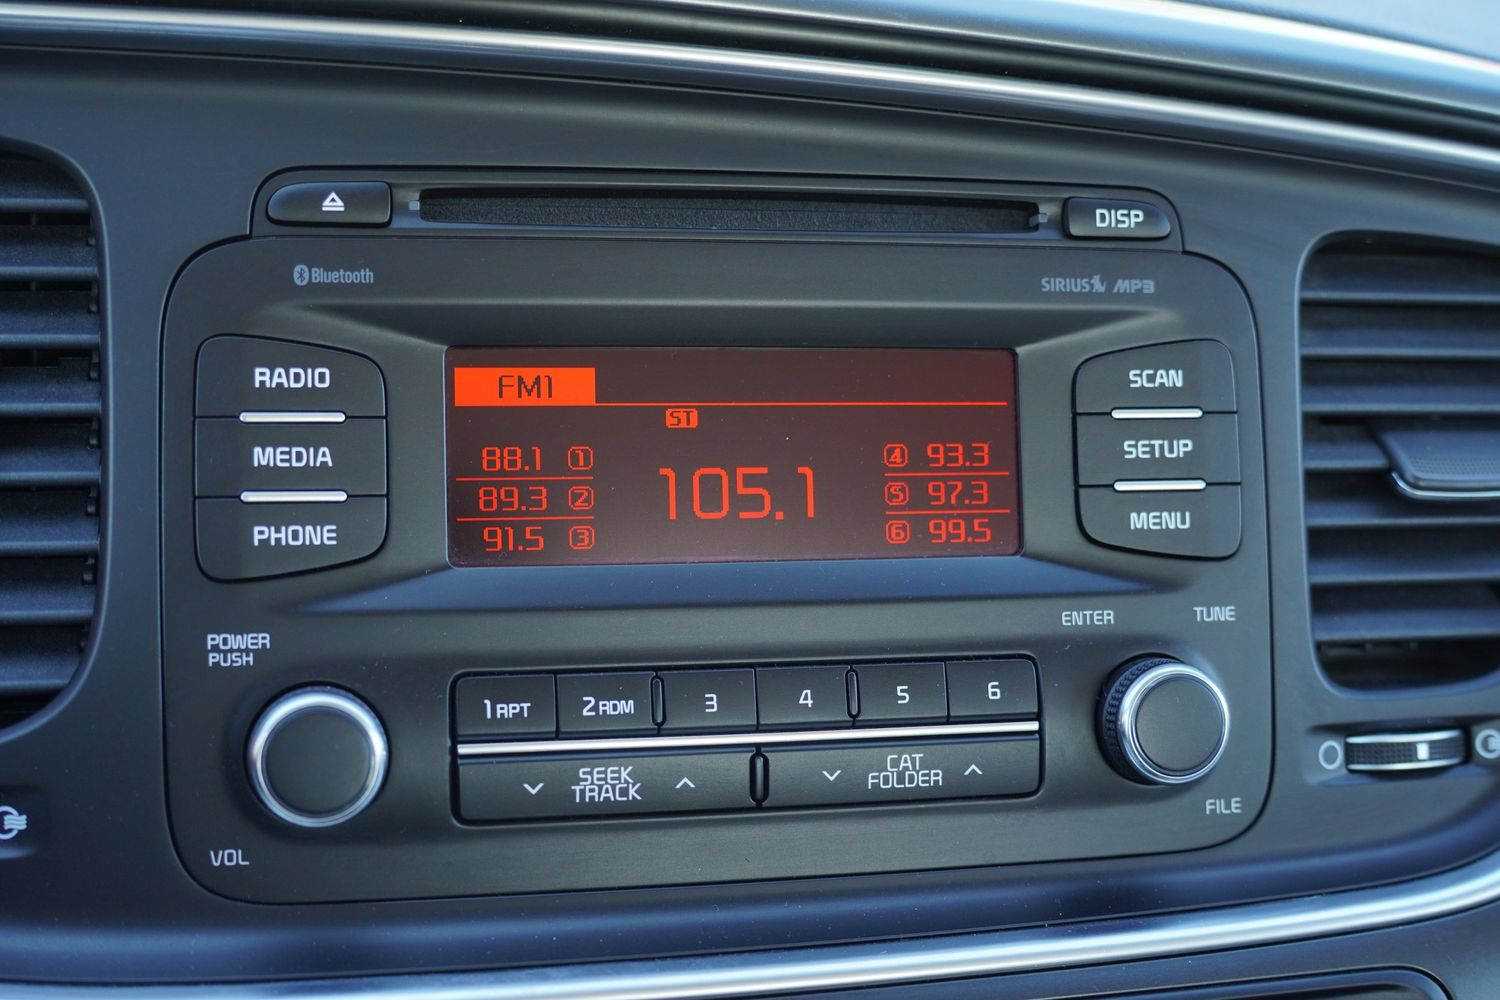 DISP
Bluetooth
SIRIUS MP3
RADIO
MEDIA
PHONE
FM1
ST
88.1 1
89.3 2
91.5 3
105.1
4 93.3
5 97.3
6 99.5
SCAN
SETUP
MENU
POWER
PUSH
VOL
1 RPT
2 RDM
3
4
5
6
SEEK
TRACK
CAT
FOLDER
ENTER
TUNE
FILE